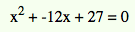 x² + -12x + 27 = 0